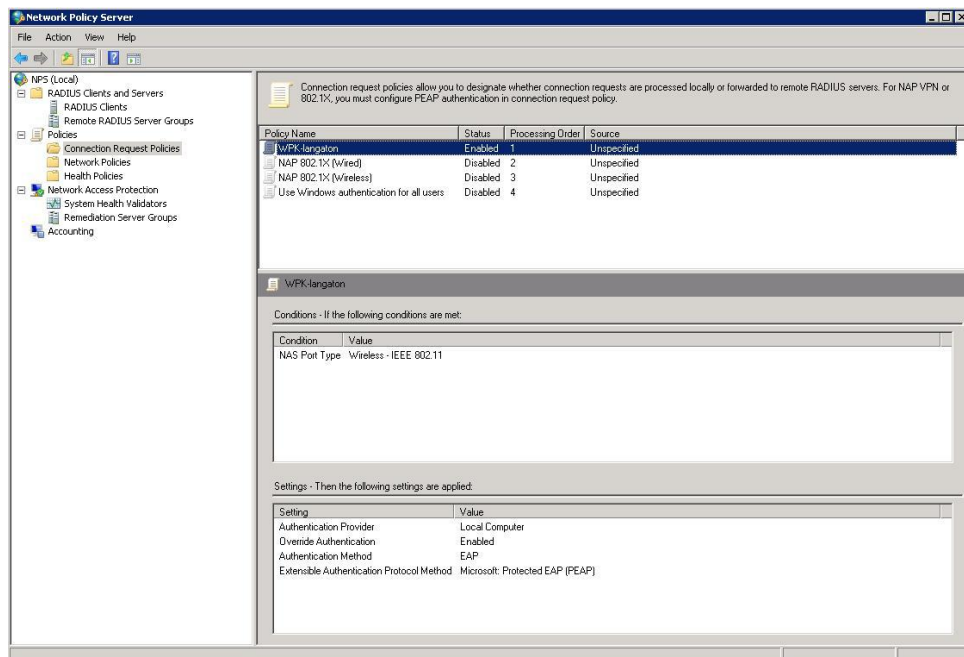 Network Policy Server
File Action View Help
NPS (Local)
RADIUS Clients and Servers
RADIUS Clients
Remote RADIUS Server Groups
Policies
Connection Request Policies
Network Policies
Health Policies
Network Access Protection
System Health Validators
Remediation Server Groups
Accounting
Connection request policies allow you to designate whether connection requests are processed locally or forwarded to remote RADIUS servers. For NAP VPN or
802.1X, you must configure PEAP authentication in connection request policy.
Policy Name Status Processing Order Source
WPK-langaton Enabled 1 Unspecified
NAP 802.1X (Wired) Disabled 2 Unspecified
NAP 802.1X (Wireless) Disabled 3 Unspecified
Use Windows authentication for all users Disabled 4 Unspecified
WPK-langaton
Conditions - If the following conditions are met:
Condition Value
NAS Port Type Wireless - IEEE 802.11
Settings - Then the following settings are applied:
Setting Value
Authentication Provider Local Computer
Override Authentication Enabled
Authentication Method EAP
Extensible Authentication Protocol Method Microsoft: Protected EAP (PEAP)